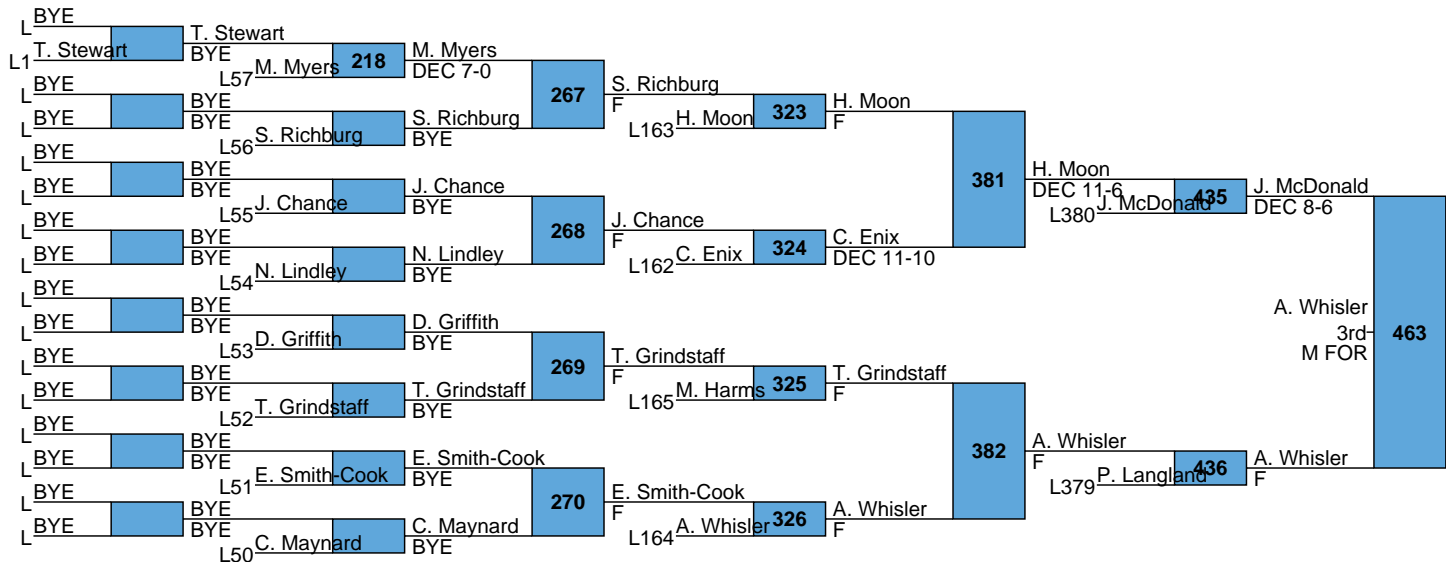 BYE
L
T. Stewart
L1
T. Stewart
BYE
M. Myers
L57
218
M. Myers
DEC 7-0
BYE
L
BYE
L
BYE
BYE
S. Richburg
L56
S. Richburg
BYE
267
S. Richburg
F
H. Moon
L163
323
H. Moon
F
BYE
L
BYE
L
BYE
BYE
J. Chance
L55
J. Chance
BYE
BYE
L
BYE
L
BYE
BYE
N. Lindley
L54
N. Lindley
BYE
268
J. Chance
F
C. Enix
L162
324
C. Enix
DEC 11-10
381
H. Moon
DEC 11-6
J. McDonald
L380
435
J. McDonald
DEC 8-6
BYE
L
BYE
L
BYE
BYE
D. Griffith
L53
D. Griffith
BYE
BYE
L
BYE
L
BYE
BYE
T. Grindstaff
L52
T. Grindstaff
BYE
269
T. Grindstaff
F
M. Harms
L165
325
T. Grindstaff
F
BYE
L
BYE
L
BYE
BYE
E. Smith-Cook
L51
E. Smith-Cook
BYE
BYE
L
BYE
L
BYE
BYE
C. Maynard
L50
C. Maynard
BYE
270
E. Smith-Cook
F
A. Whisler
L164
326
A. Whisler
F
382
A. Whisler
F
P. Langland
L379
436
A. Whisler
F
A. Whisler
3rd
M FOR
463